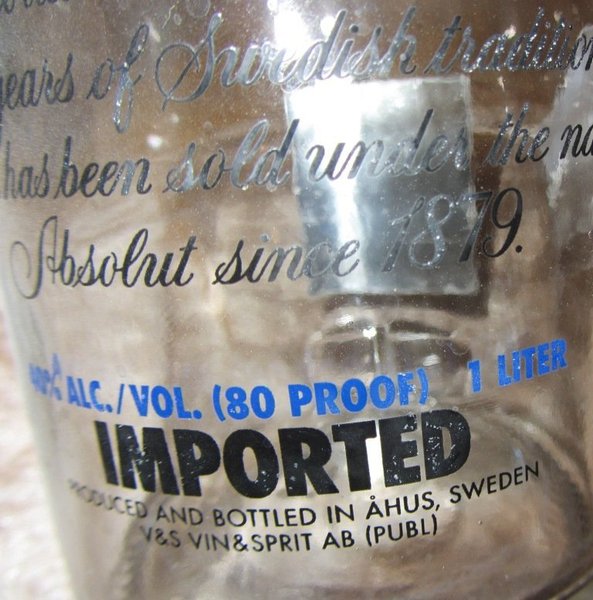 years of Swedish tradition
has been sold under the na
Absolut since 1879.
40% ALC./VOL. (80 PROOF) 1 LITER
IMPORTED
PRODUCED AND BOTTLED IN ÅHUS, SWEDEN
V&S VIN&SPRIT AB (PUBL)